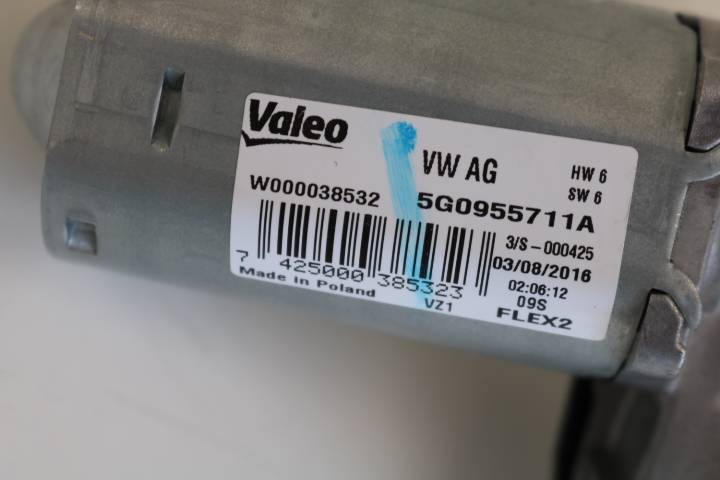 Valeo
VW AG
HW 6
SW 6
W000038532
5G0955711A
3/S-000425
03/08/2016
7 425000 385323
02:06:12
Made in Poland
VZ1
09S
FLEX2